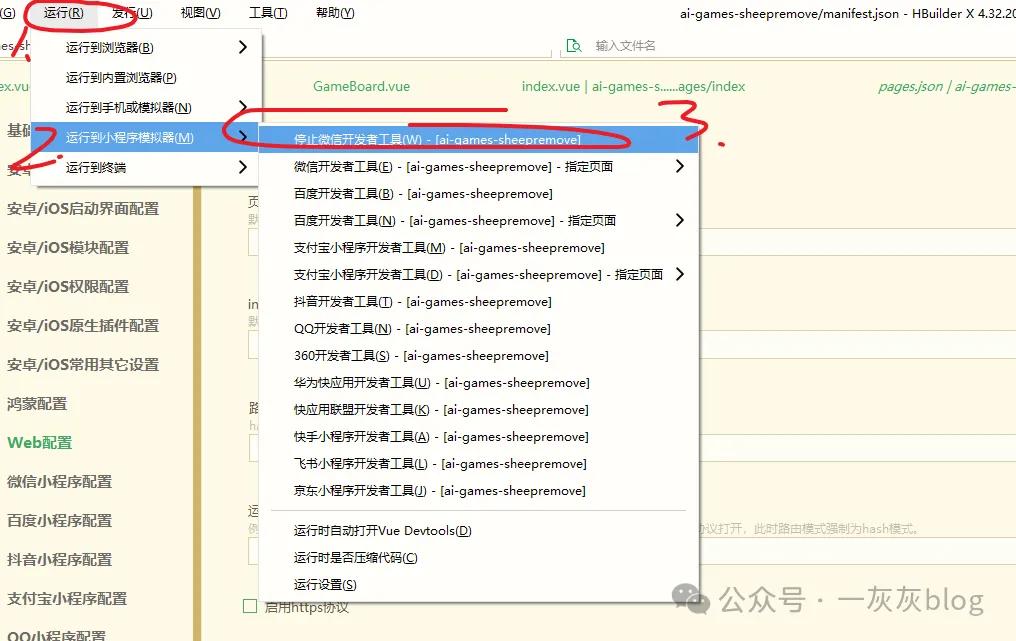 (G) 运行(R) 发行(U) 视图(V) 工具(T) 帮助(Y) ai-games-sheepremove/manifest.json - HBuilder X 4.32.20
输入文件名
GameBoard.vue index.vue | ai-games-s......ages/index pages.json | ai-games-
运行到浏览器(B)
运行到内置浏览器(P)
运行到手机或模拟器(N)
运行到小程序模拟器(M)
运行到终端
停止微信开发者工具(W) - [ai-games-sheepremove]
微信开发者工具(E) - [ai-games-sheepremove] - 指定页面
百度开发者工具(B) - [ai-games-sheepremove]
百度开发者工具(N) - [ai-games-sheepremove] - 指定页面
支付宝小程序开发者工具(M) - [ai-games-sheepremove]
支付宝小程序开发者工具(D) - [ai-games-sheepremove] - 指定页面
抖音开发者工具(T) - [ai-games-sheepremove]
QQ开发者工具(N) - [ai-games-sheepremove]
360开发者工具(S) - [ai-games-sheepremove]
华为快应用开发者工具(U) - [ai-games-sheepremove]
快应用联盟开发者工具(K) - [ai-games-sheepremove]
快手小程序开发者工具(A) - [ai-games-sheepremove]
飞书小程序开发者工具(L) - [ai-games-sheepremove]
京东小程序开发者工具(J) - [ai-games-sheepremove]
运行时自动打开Vue Devtools(D)
运行时是否压缩代码(C)
运行设置(S)
基础
安卓/iOS启动界面配置
安卓/iOS模块配置
安卓/iOS权限配置
安卓/iOS原生插件配置
安卓/iOS常用其它设置
鸿蒙配置
Web配置
微信小程序配置
百度小程序配置
抖音小程序配置
支付宝小程序配置
QQ小程序配置
协议打开，此时路由模式强制为hash模式。
启用https协议
公众号 · 一灰灰blog